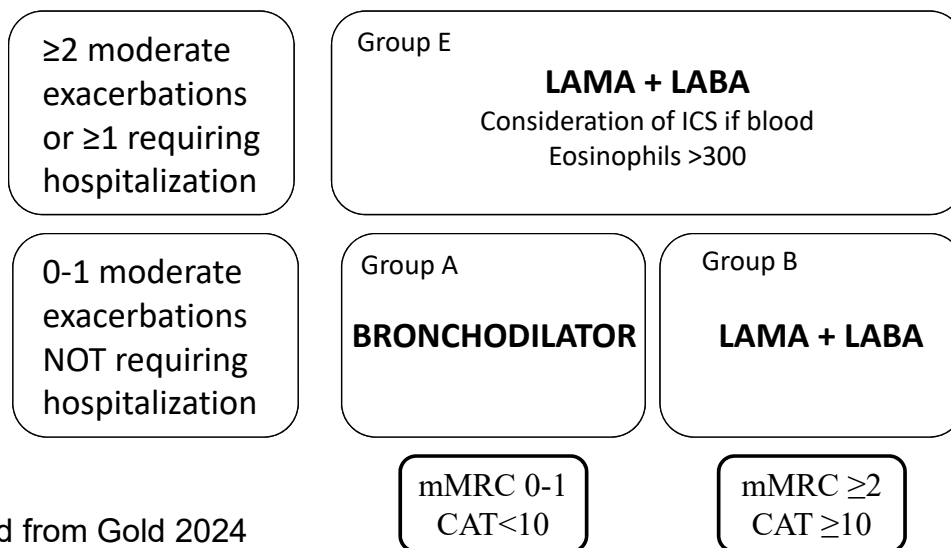 ≥2 moderate
exacerbations
or ≥1 requiring
hospitalization
Group E
LAMA + LABA
Consideration of ICS if blood
Eosinophils >300
0-1 moderate
exacerbations
NOT requiring
hospitalization
Group A
BRONCHODILATOR
Group B
LAMA + LABA
mMRC 0-1
CAT<10
mMRC ≥2
CAT ≥10
d from Gold 2024